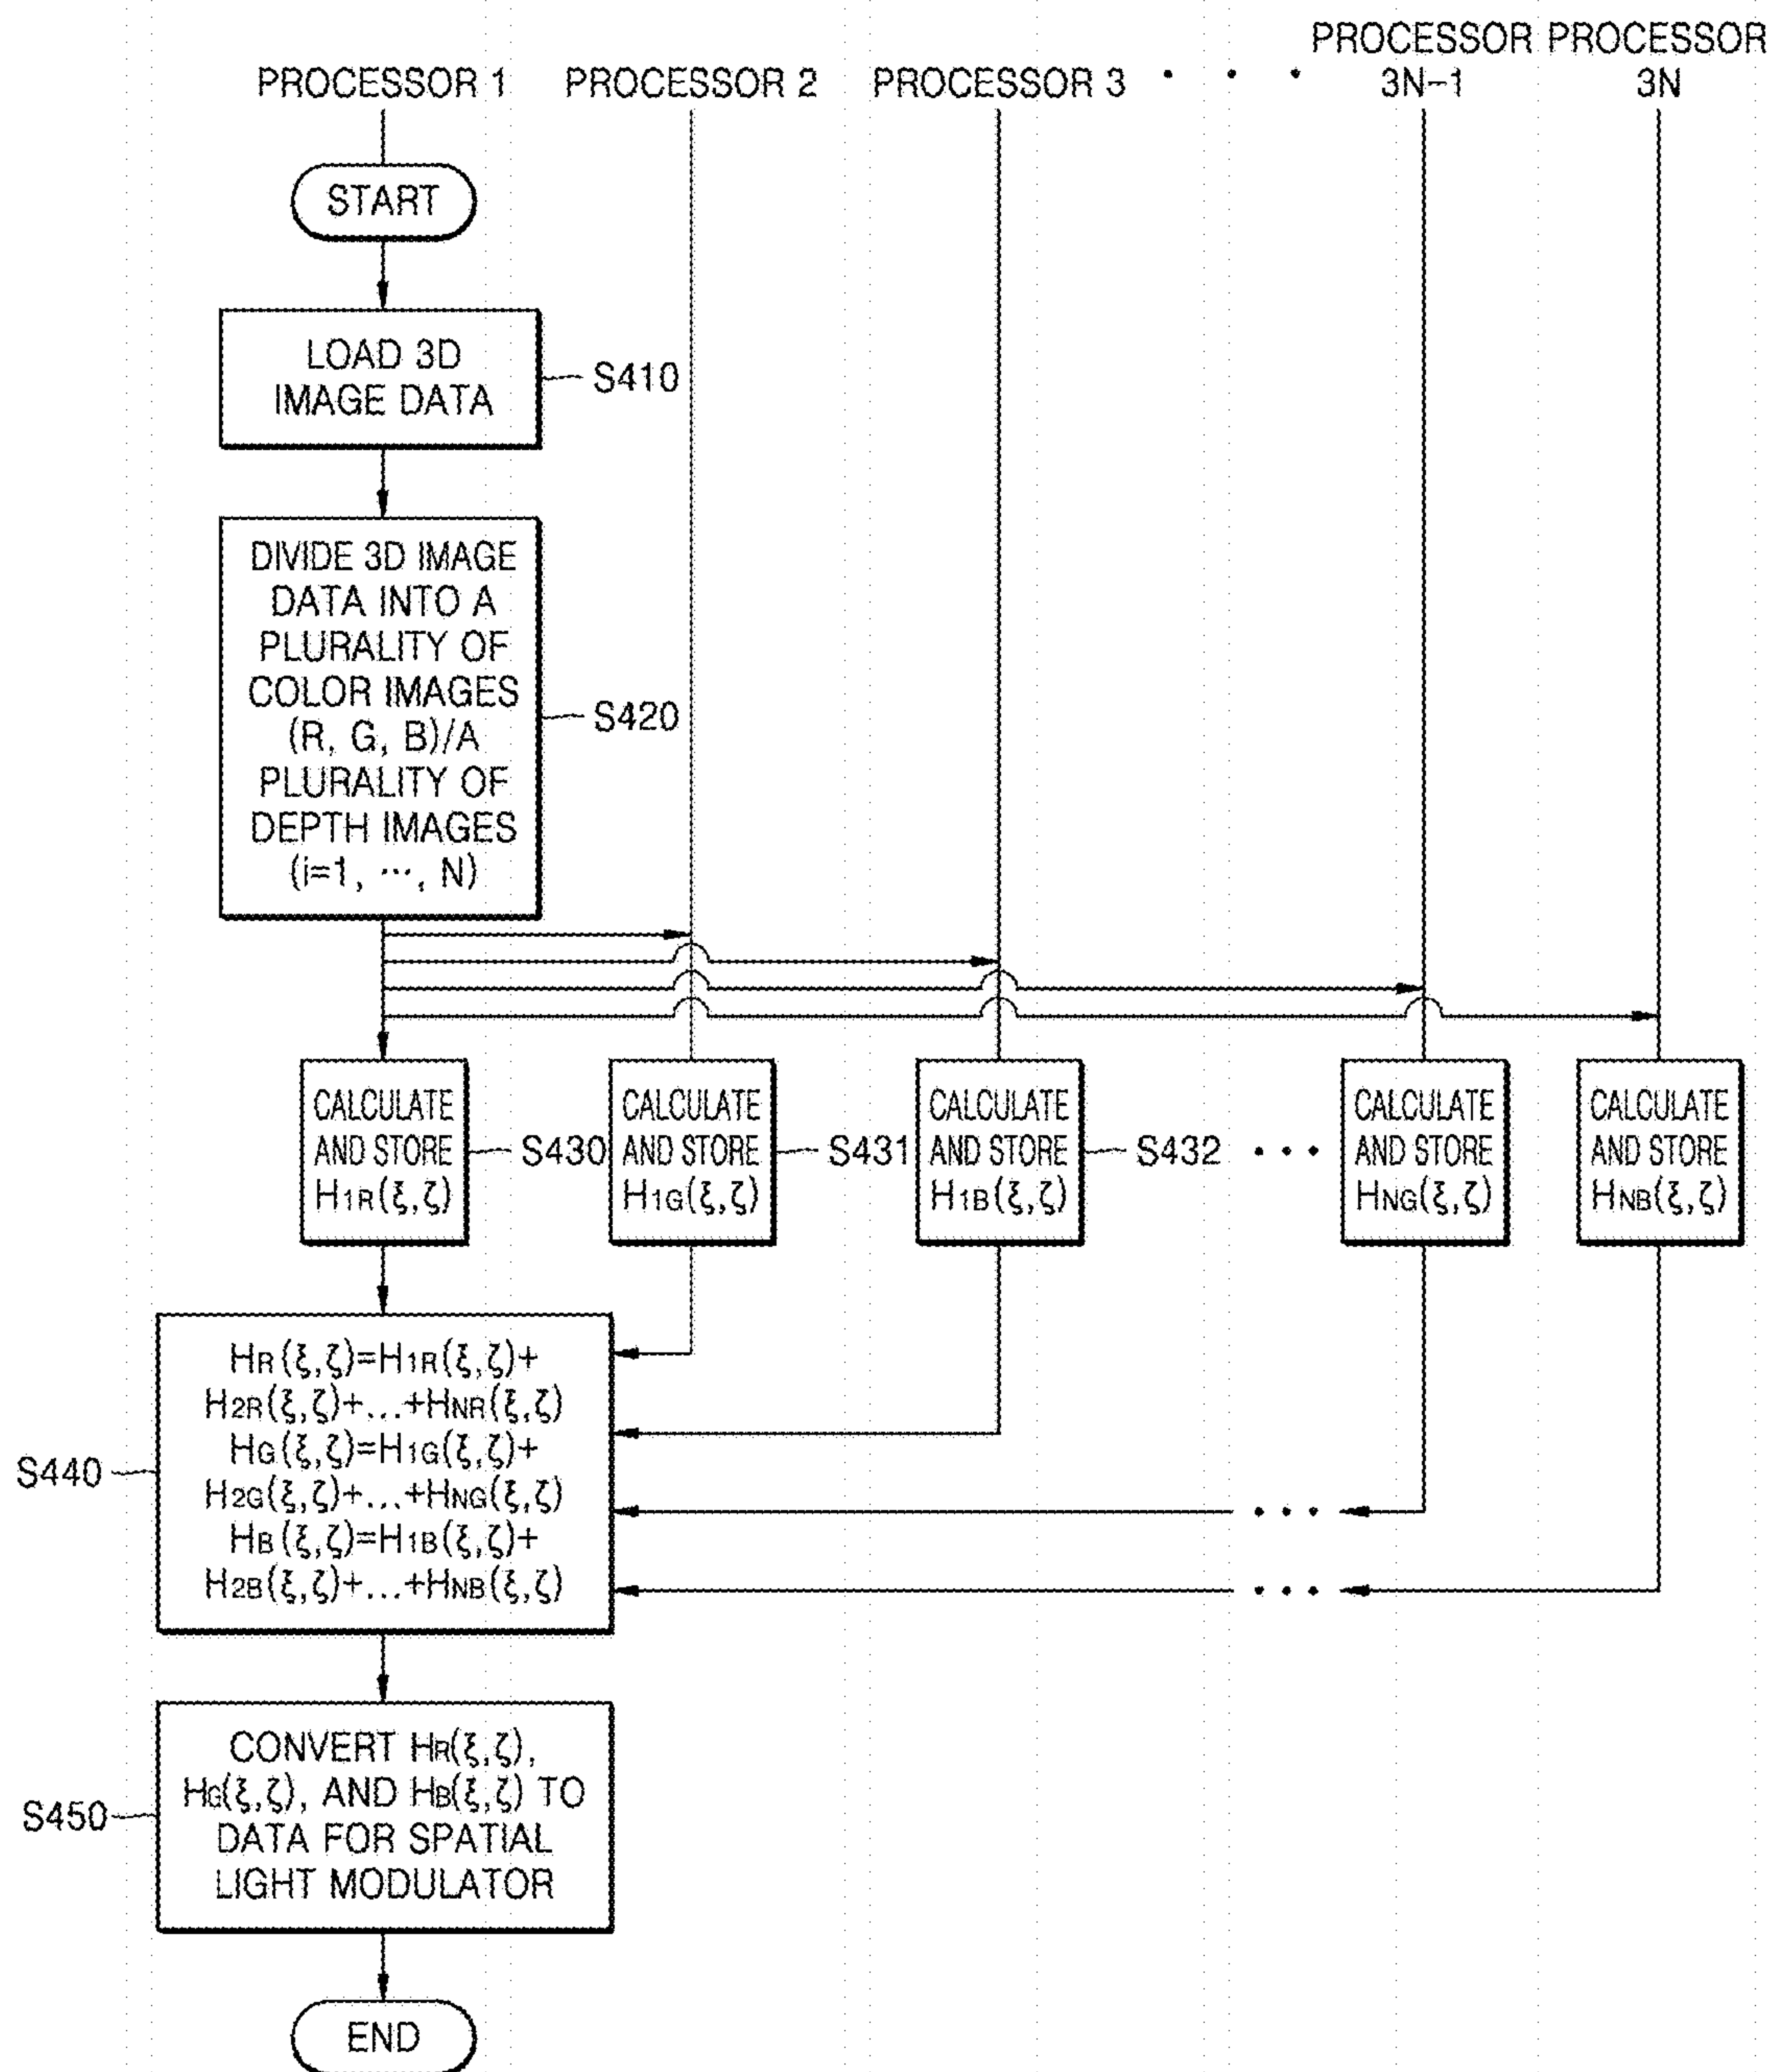 PROCESSOR 1
PROCESSOR 2
PROCESSOR 3
. . .
PROCESSOR
3N-1
PROCESSOR
3N
START
LOAD 3D
IMAGE DATA
S410
DIVIDE 3D IMAGE
DATA INTO A
PLURALITY OF
COLOR IMAGES
(R, G, B)/A
PLURALITY OF
DEPTH IMAGES
(i=1, ···, N)
S420
CALCULATE
AND STORE
H1R(ξ,ζ)
S430
CALCULATE
AND STORE
H1G(ξ,ζ)
S431
CALCULATE
AND STORE
H1B(ξ,ζ)
S432
...
CALCULATE
AND STORE
HNG(ξ,ζ)
CALCULATE
AND STORE
HNB(ξ,ζ)
HR(ξ,ζ)=H1R(ξ,ζ)+
H2R(ξ,ζ)+...+HNR(ξ,ζ)
HG(ξ,ζ)=H1G(ξ,ζ)+
H2G(ξ,ζ)+...+HNG(ξ,ζ)
HB(ξ,ζ)=H1B(ξ,ζ)+
H2B(ξ,ζ)+...+HNB(ξ,ζ)
S440
...
...
CONVERT HR(ξ,ζ),
HG(ξ,ζ), AND HB(ξ,ζ) TO
DATA FOR SPATIAL
LIGHT MODULATOR
S450
END